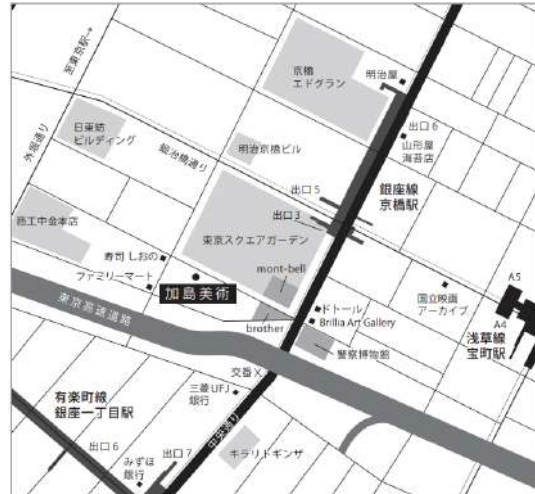 至東京駅→
京橋
エドグラン
明治屋
外堀通り
日東紡
ビルディング
鍛冶橋通り
明治京橋ビル
出口6
山形屋
海苔店
出口5
銀座線
京橋駅
出口3
商工中金本店
東京スクエアガーデン
寿司 しおの
ファミリーマート
mont-bell
加島美術
国立映画
アーカイブ
A5
A4
東京高速道路
brother
ドトール
Brillia Art Gallery
浅草線
宝町駅
警察博物館
交番 X
三菱UFJ
銀行
有楽町線
銀座一丁目駅
中央通り
出口6
出口7
みずほ
銀行
キラリトギンザ